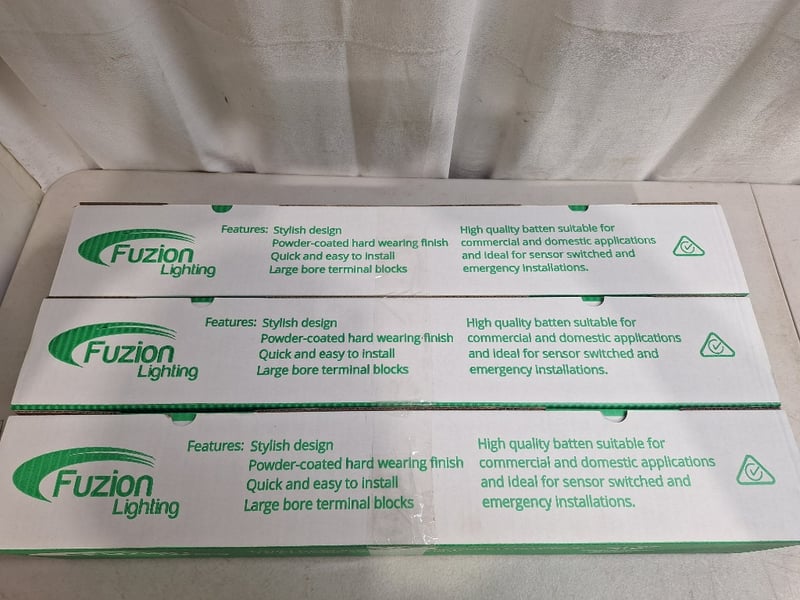 Fuzion
Lighting
Features: Stylish design
Powder-coated hard wearing finish
Quick and easy to install
Large bore terminal blocks
High quality batten suitable for
commercial and domestic applications
and ideal for sensor switched and
emergency installations.
Fuzion
Lighting
Features: Stylish design
Powder-coated hard wearing finish
Quick and easy to install
Large bore terminal blocks
High quality batten suitable for
commercial and domestic applications
and ideal for sensor switched and
emergency installations.
Fuzion
Lighting
Features: Stylish design
Powder-coated hard wearing finish
Quick and easy to install
Large bore terminal blocks
High quality batten suitable for
commercial and domestic applications
and ideal for sensor switched and
emergency installations.